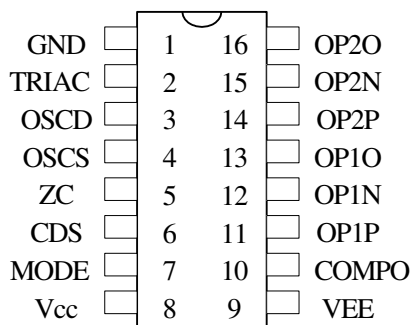 GND 1 16 OP2O
TRIAC 2 15 OP2N
OSCD 3 14 OP2P
OSCS 4 13 OP1O
ZC 5 12 OP1N
CDS 6 11 OP1P
MODE 7 10 COMPO
Vcc 8 9 VEE